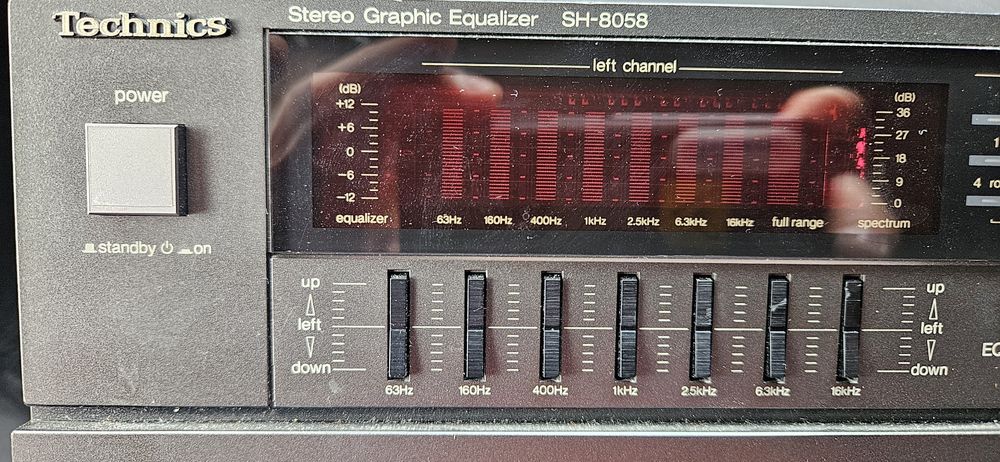 Technics
Stereo Graphic Equalizer SH-8058
power
standby on
left channel
(dB) (dB)
+12 36
+6 27
0 18
-6 9
-12 0
equalizer 63Hz 160Hz 400Hz 1kHz 2.5kHz 6.3kHz 16kHz full range spectrum
1
4
up up
left left
down down
63Hz 160Hz 400Hz 1kHz 2.5kHz 6.3kHz 16kHz